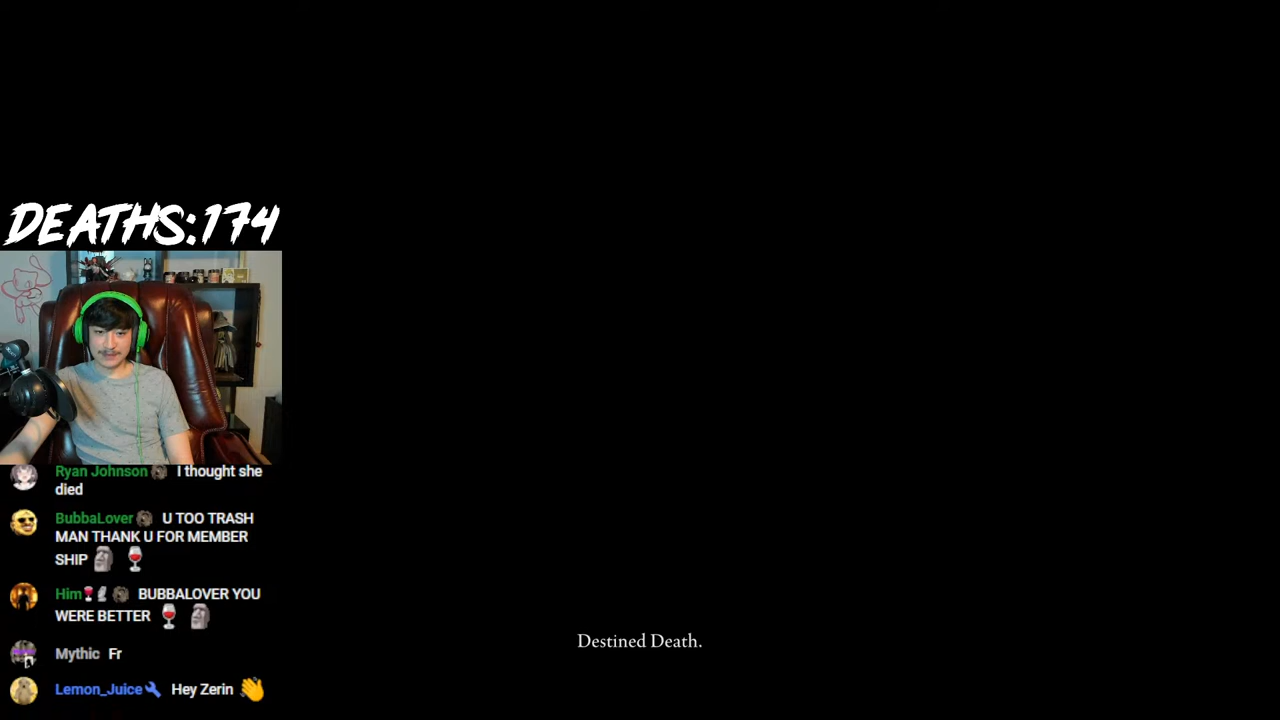 DEATHS:174
Ryan Johnson I thought she
died
BubbaLover U TOO TRASH
MAN THANK U FOR MEMBER
SHIP
Him BUBBALOVER YOU
WERE BETTER
Mythic Fr
Lemon_Juice Hey Zerin
Destined Death.